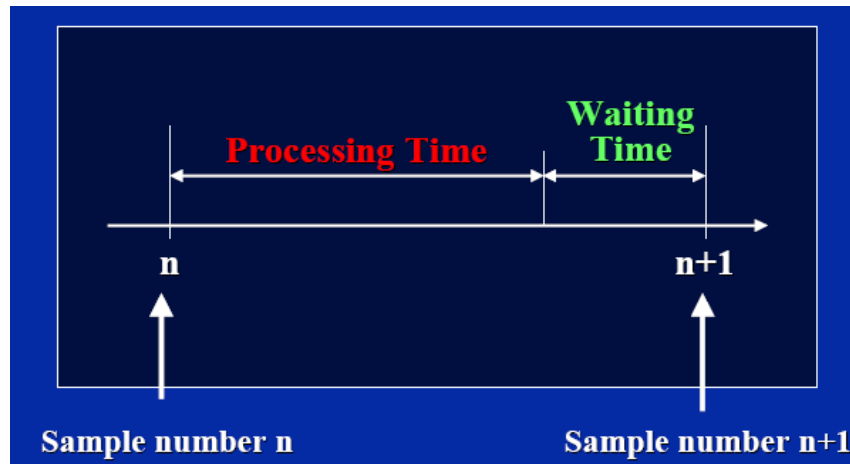 Waiting
Processing Time Time
n n+1
Sample number n Sample number n+1